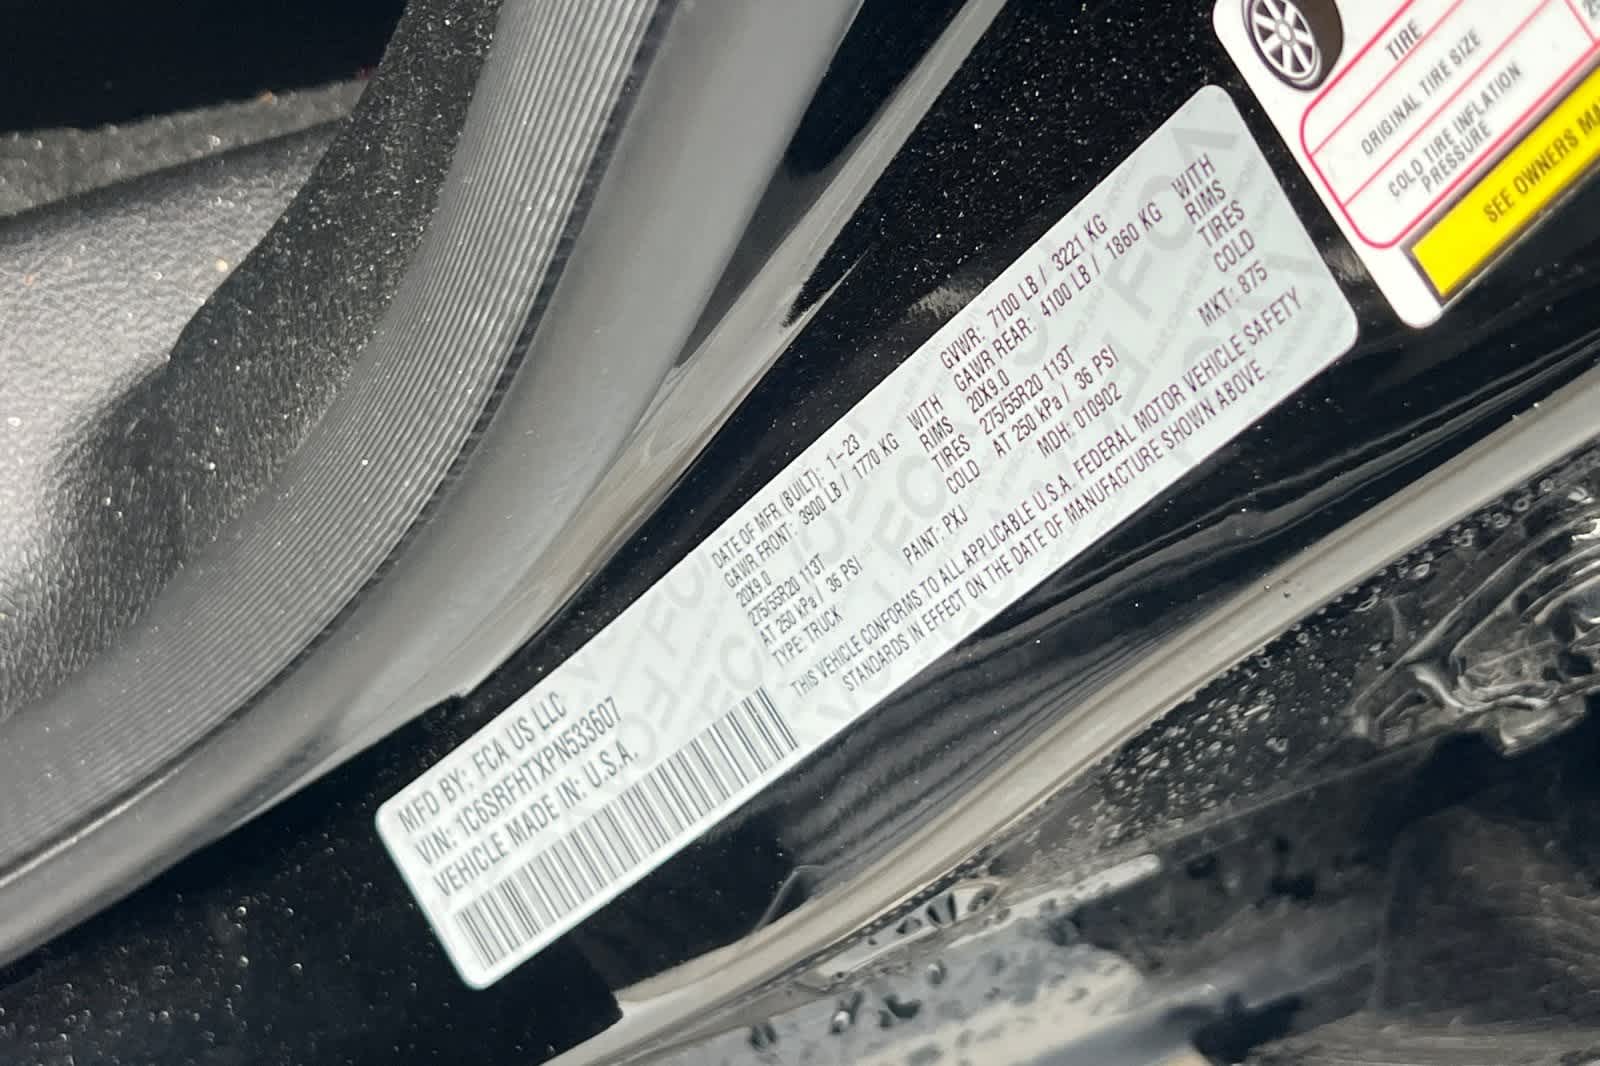 MFD BY: FCA US LLC
VIN: 1C6SRFHTXPN533607
VEHICLE MADE IN: U.S.A.
DATE OF MFR (BUILT): 1-23 GVWR: 7100 LB / 3221 KG
GAWR FRONT: 3900 LB / 1770 KG WITH GAWR REAR: 4100 LB / 1860 KG WITH
20X9.0 RIMS 20X9.0 RIMS
275/55R20 113T TIRES 275/55R20 113T TIRES
AT 250 kPa / 36 PSI COLD AT 250 kPa / 36 PSI COLD
TYPE: TRUCK PAINT: PXJ MDH: 010902 MKT: 875
THIS VEHICLE CONFORMS TO ALL APPLICABLE U.S.A. FEDERAL MOTOR VEHICLE SAFETY
STANDARDS IN EFFECT ON THE DATE OF MANUFACTURE SHOWN ABOVE.
TIRE
ORIGINAL TIRE SIZE
COLD TIRE INFLATION
PRESSURE
SEE OWNERS